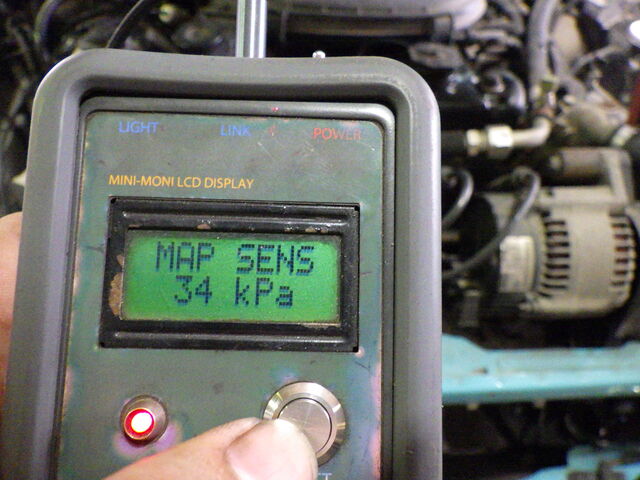 LIGHT LINK POWER
MINI-MONI LCD DISPLAY
MAP SENS
34 kPa